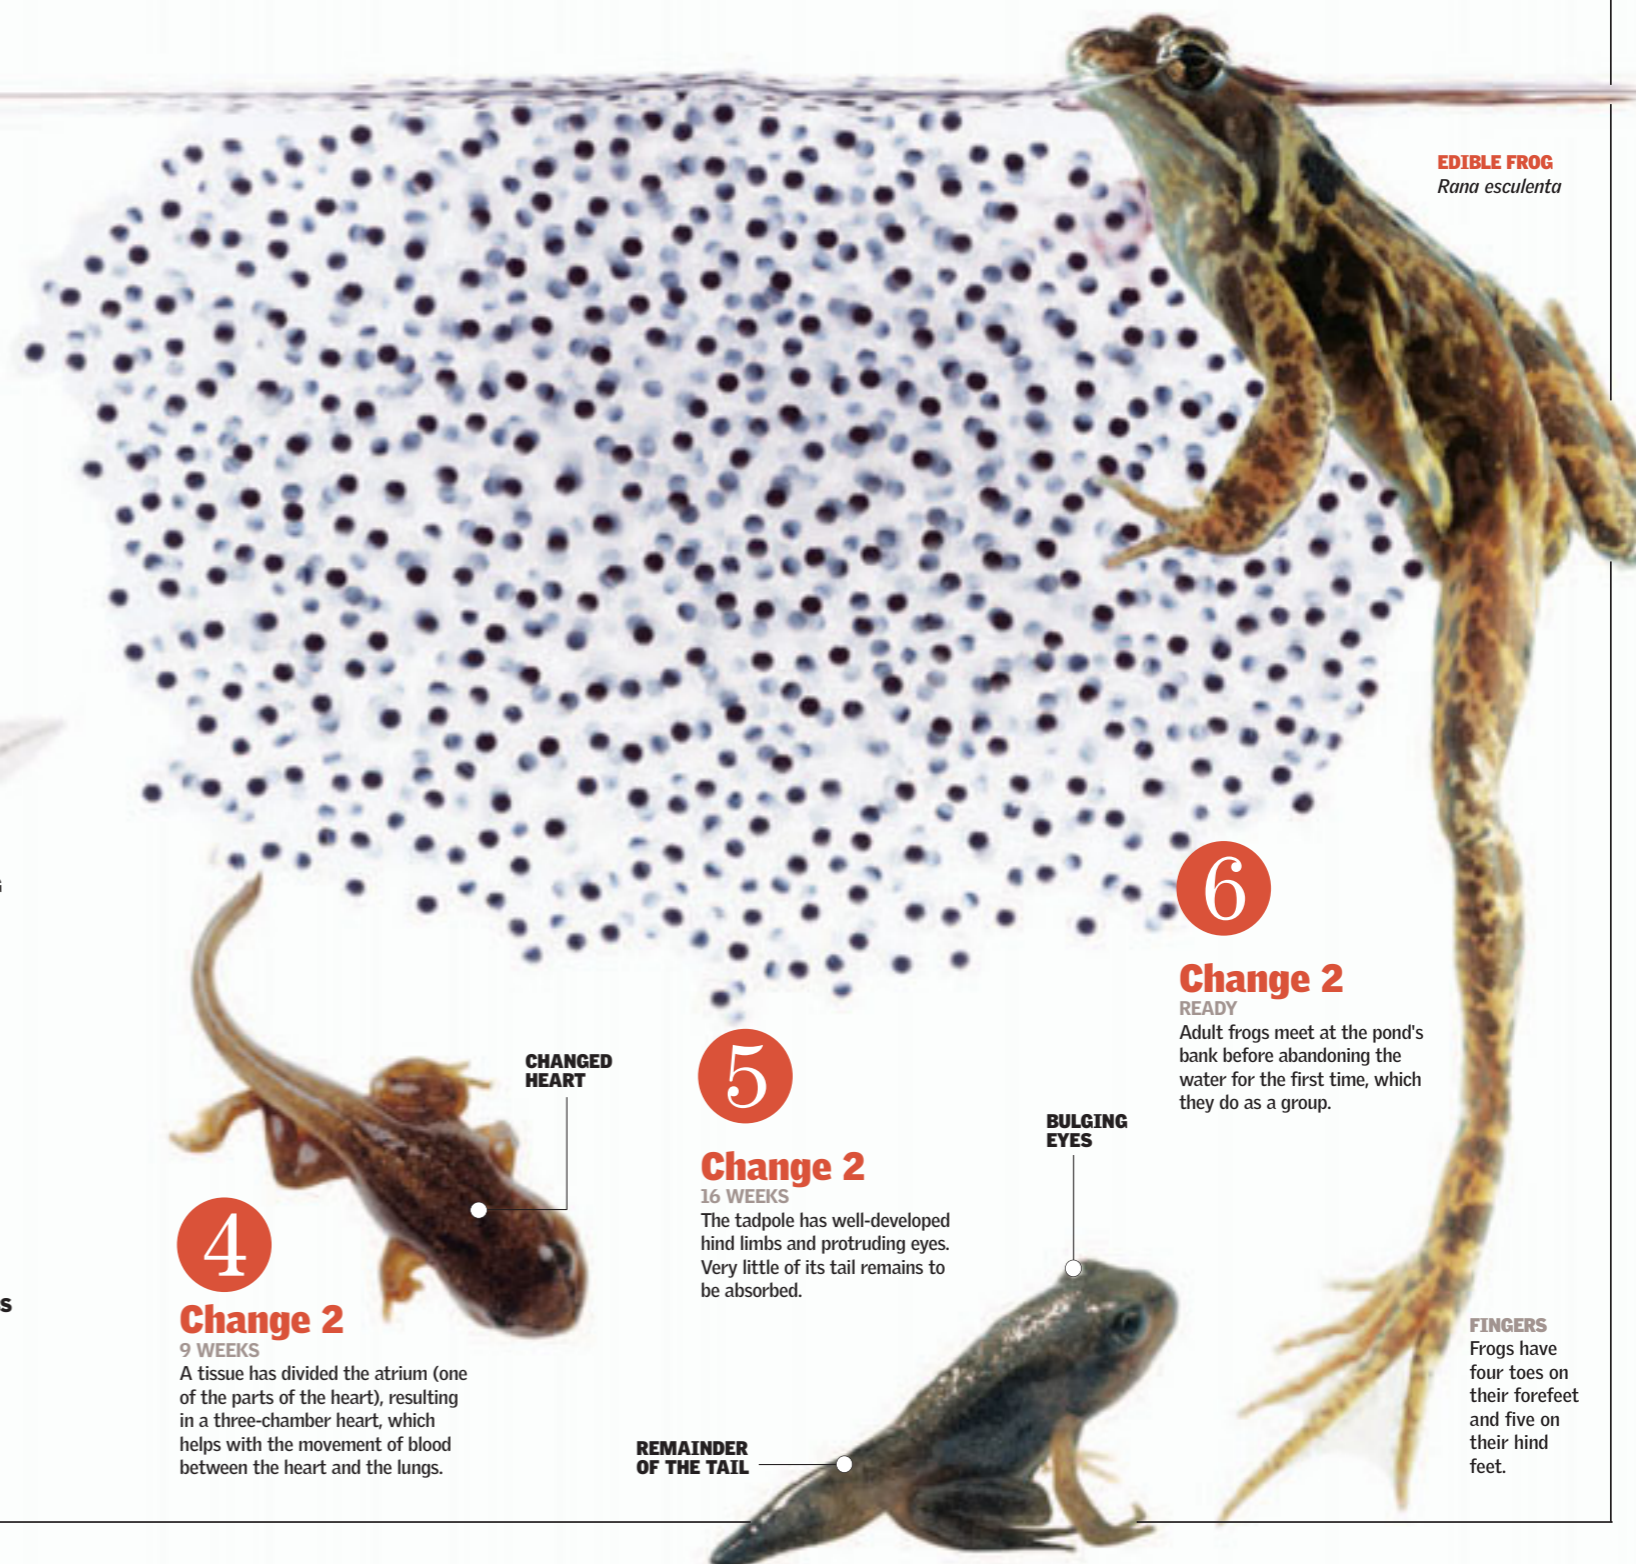 EDIBLE FROG
Rana esculenta
CHANGED
HEART
4
Change 2
9 WEEKS
A tissue has divided the atrium (one
of the parts of the heart), resulting
in a three-chamber heart, which
helps with the movement of blood
between the heart and the lungs.
5
Change 2
16 WEEKS
The tadpole has well-developed
hind limbs and protruding eyes.
Very little of its tail remains to
be absorbed.
REMAINDER
OF THE TAIL
BULGING
EYES
6
Change 2
READY
Adult frogs meet at the pond's
bank before abandoning the
water for the first time, which
they do as a group.
FINGERS
Frogs have
four toes on
their forefeet
and five on
their hind
feet.